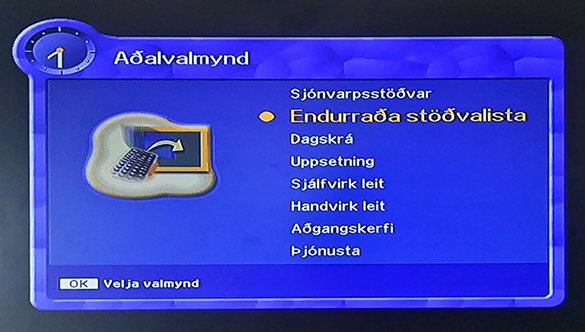 Aðalvalmynd
Sjónvarpsstöðvar
Endurraða stöðvalista
Dagskrá
Uppsetning
Sjálfvirk leit
Handvirk leit
Aðgangskerfi
Þjónusta
OK Velja valmynd